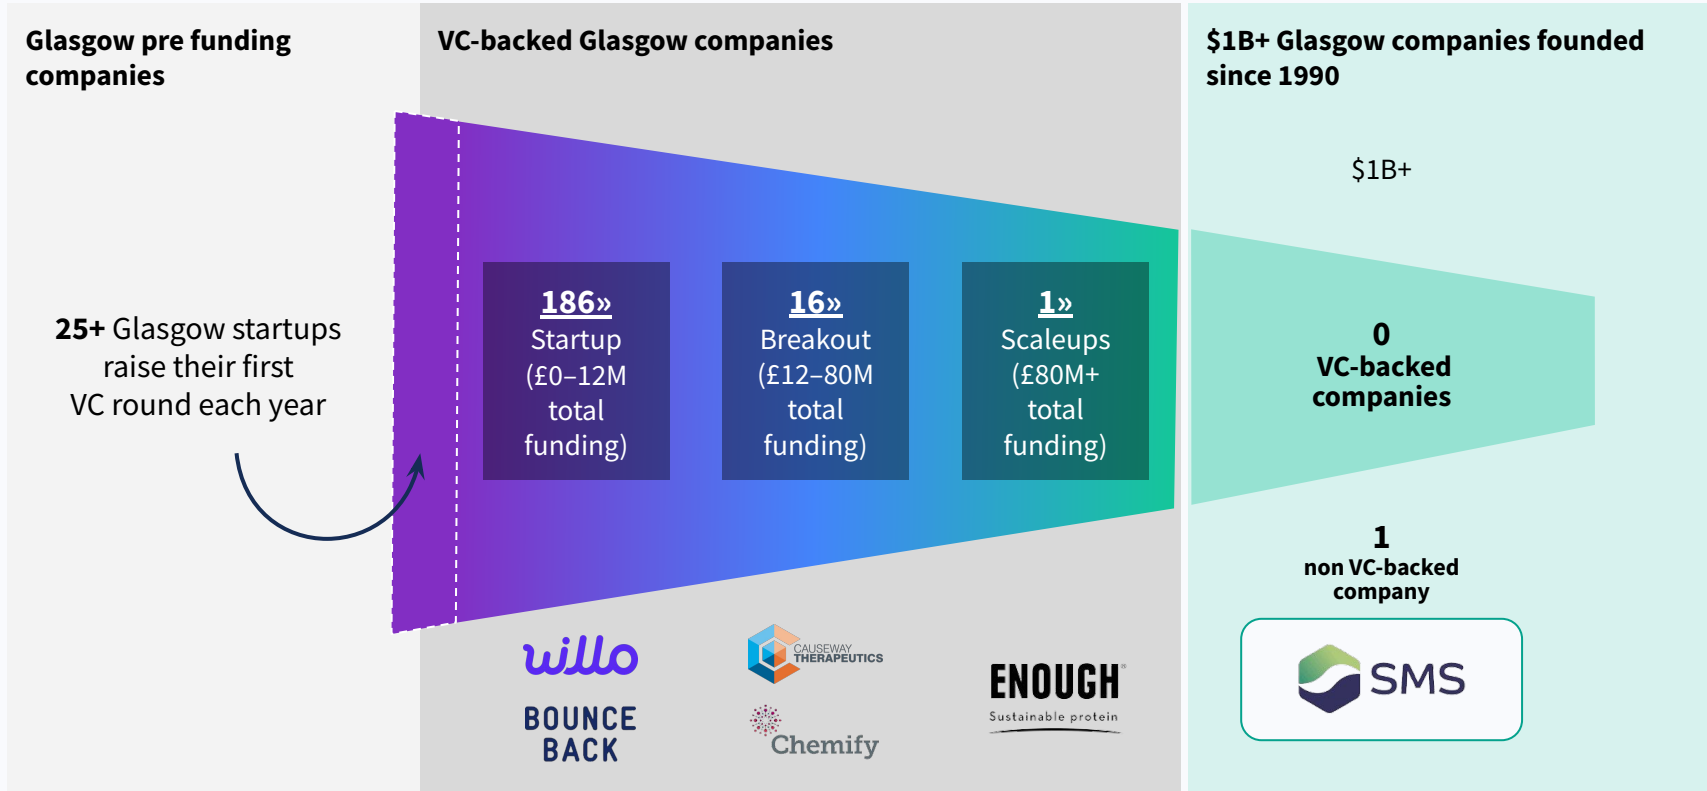 Glasgow pre funding
companies
25+ Glasgow startups
raise their first
VC round each year
VC-backed Glasgow companies
186»
Startup
(£0–12M
total
funding)
16»
Breakout
(£12–80M
total
funding)
1»
Scaleups
(£80M+
total
funding)
willo
BOUNCE
BACK
CAUSEWAY
THERAPEUTICS
Chemify
ENOUGH®
Sustainable protein
$1B+ Glasgow companies founded
since 1990
$1B+
0
VC-backed
companies
1
non VC-backed
company
SMS